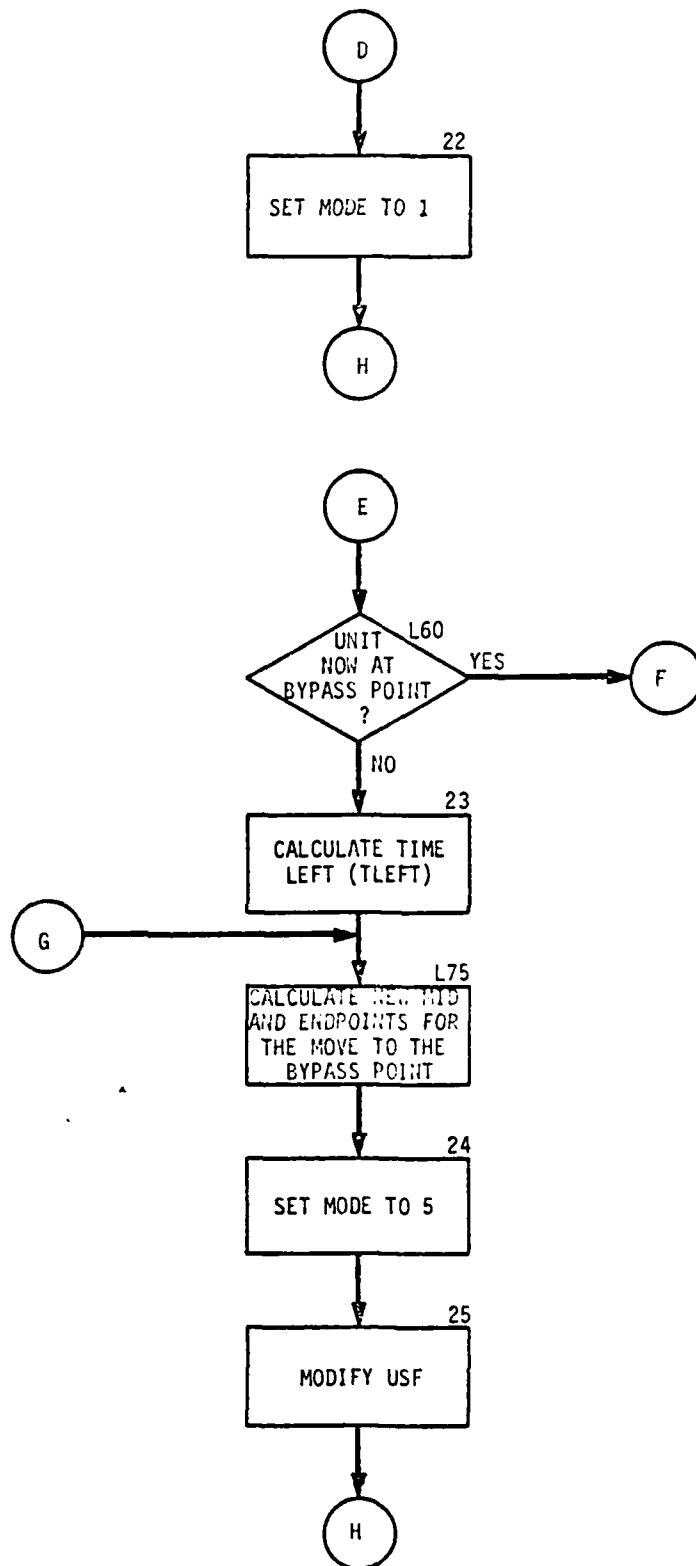 D
22
SET MODE TO 1
H
E
L60
UNIT
NOW AT
BYPASS POINT
?
YES
F
NO
23
CALCULATE TIME
LEFT (TLEFT)
G
L75
CALCULATE NEW MID
AND ENDPOINTS FOR
THE MOVE TO THE
BYPASS POINT
24
SET MODE TO 5
25
MODIFY USF
H